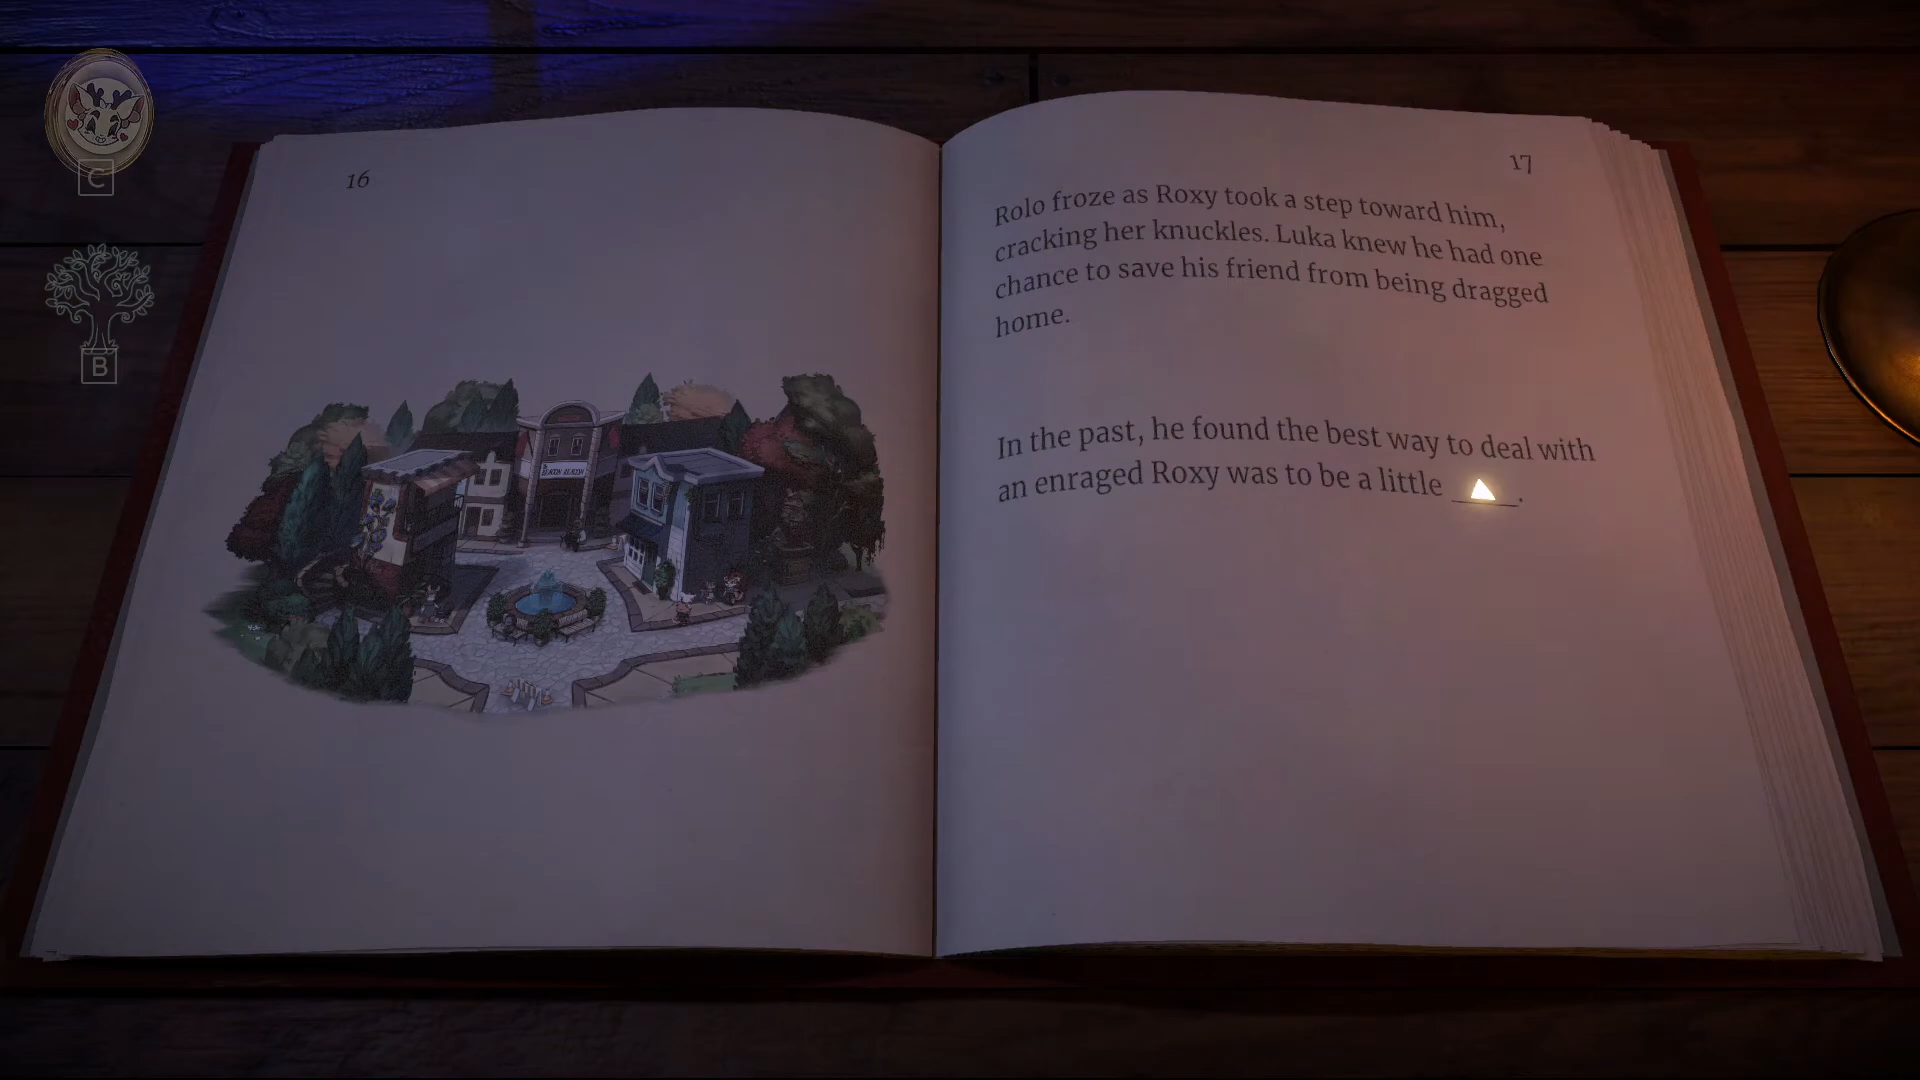 C
B
16
BEACON BEACON
17
Rolo froze as Roxy took a step toward him,
cracking her knuckles. Luka knew he had one
chance to save his friend from being dragged
home.
In the past, he found the best way to deal with
an enraged Roxy was to be a little ____.